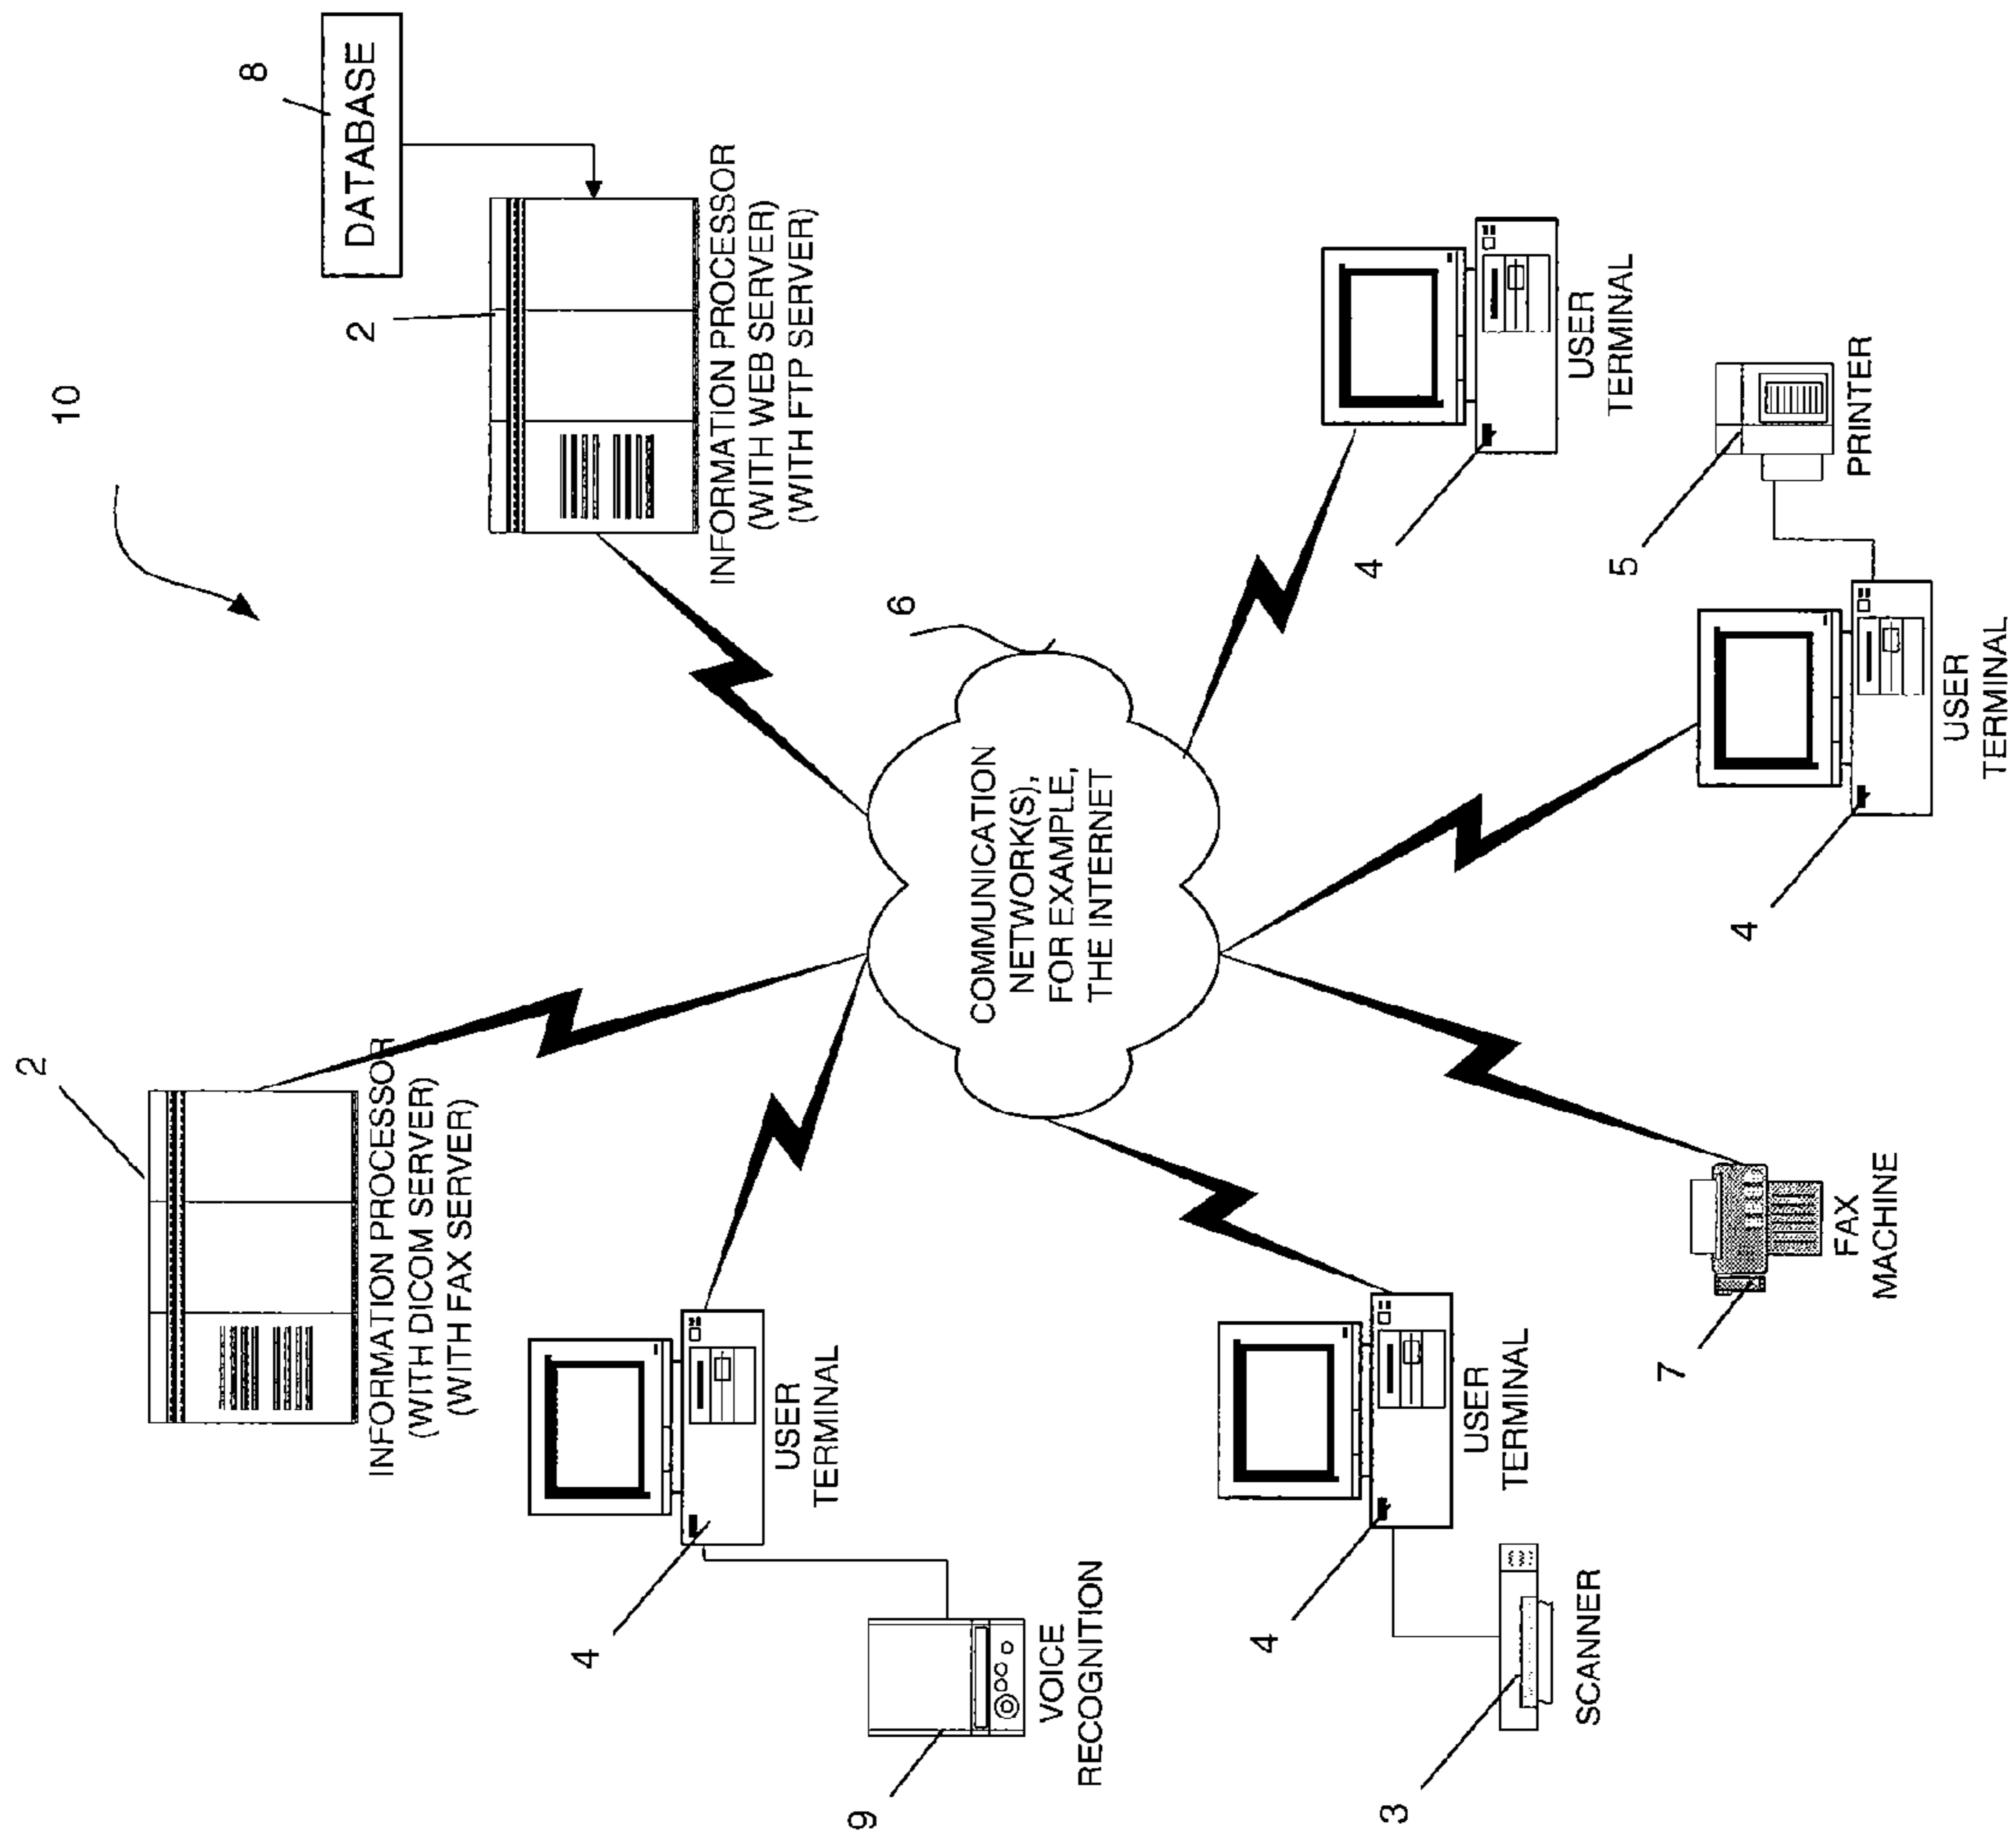 10
2
INFORMATION PROCESSOR
(WITH DICOM SERVER)
(WITH FAX SERVER)
8
DATABASE
2
INFORMATION PROCESSOR
(WITH WEB SERVER)
(WITH FTP SERVER)
4
USER
TERMINAL
9
VOICE
RECOGNITION
6
COMMUNICATION
NETWORK(S),
FOR EXAMPLE,
THE INTERNET
4
USER
TERMINAL
4
USER
TERMINAL
3
SCANNER
7
FAX
MACHINE
4
USER
TERMINAL
5
PRINTER